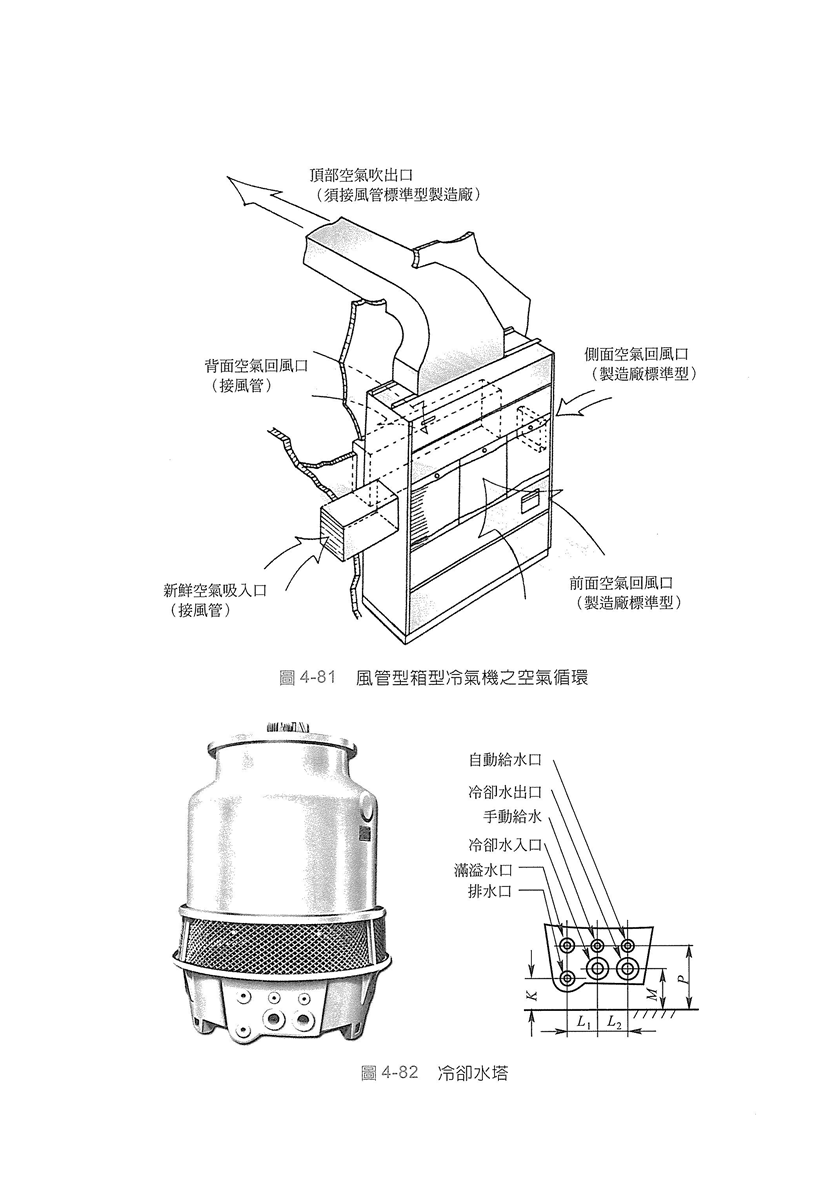 頂部空氣吹出口
（須接風管標準型製造廠）
背面空氣回風口
（接風管）
側面空氣回風口
（製造廠標準型）
新鮮空氣吸入口
（接風管）
前面空氣回風口
（製造廠標準型）
圖 4-81 風管型箱型冷氣機之空氣循環
自動給水口
冷卻水出口
手動給水
冷卻水入口
滿溢水口
排水口
K
L₁
L₂
M
P
圖 4-82 冷卻水塔